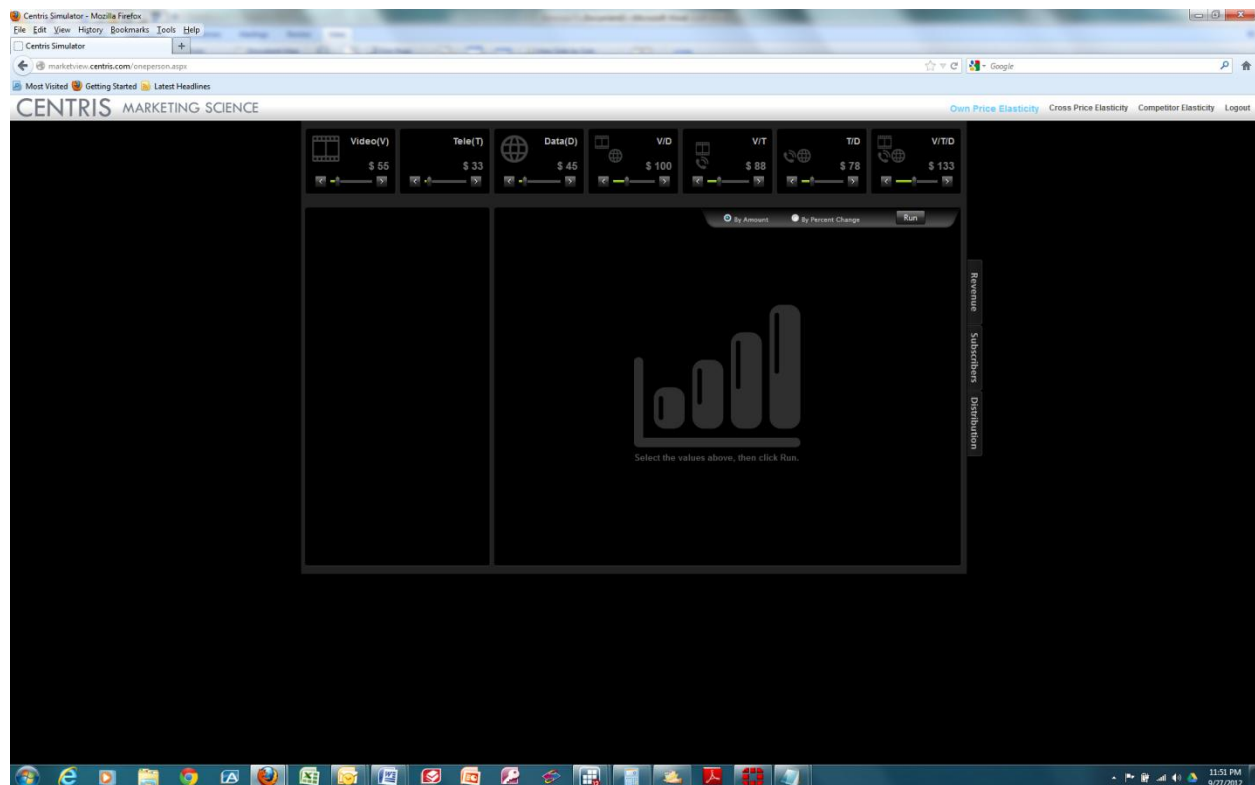 Centris Simulator - Mozilla Firefox
File Edit View History Bookmarks Tools Help
Centris Simulator +
marketview.centris.com/oneperson.aspx
Google
Most Visited Getting Started Latest Headlines
CENTRIS MARKETING SCIENCE
Own Price Elasticity Cross Price Elasticity Competitor Elasticity Logout
Video(V) Tele(T) Data(D) V/D V/T T/D V/T/D
$ 55 $ 33 $ 45 $ 100 $ 88 $ 78 $ 133
By Amount By Percent Change Run
Revenue
Subscribers
Distribution
Select the values above, then click Run.
11:51 PM
9/27/2012